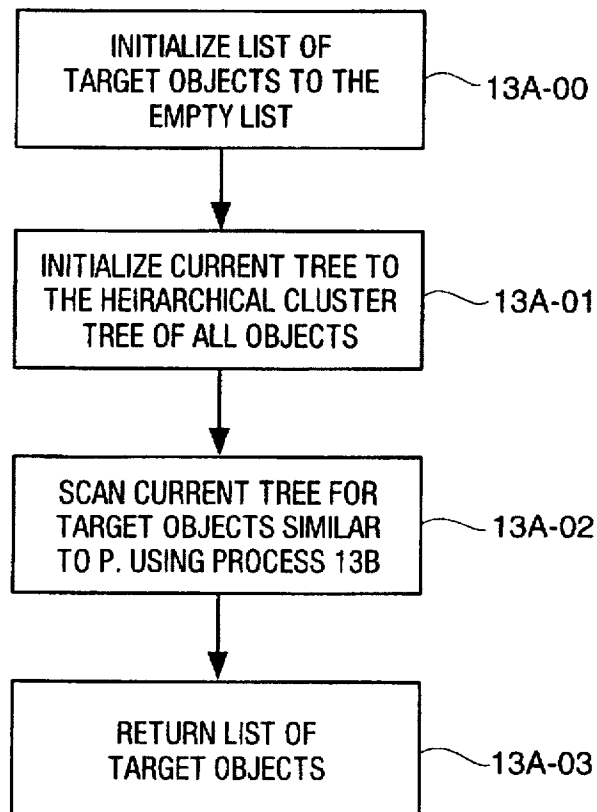 INITIALIZE LIST OF
TARGET OBJECTS TO THE
EMPTY LIST
13A-00
INITIALIZE CURRENT TREE TO
THE HEIRARCHICAL CLUSTER
TREE OF ALL OBJECTS
13A-01
SCAN CURRENT TREE FOR
TARGET OBJECTS SIMILAR
TO P. USING PROCESS 13B
13A-02
RETURN LIST OF
TARGET OBJECTS
13A-03